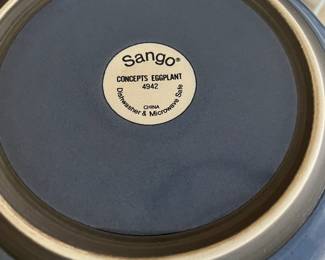 Sango®
CONCEPTS EGGPLANT
4942
CHINA
Dishwasher & Microwave Safe